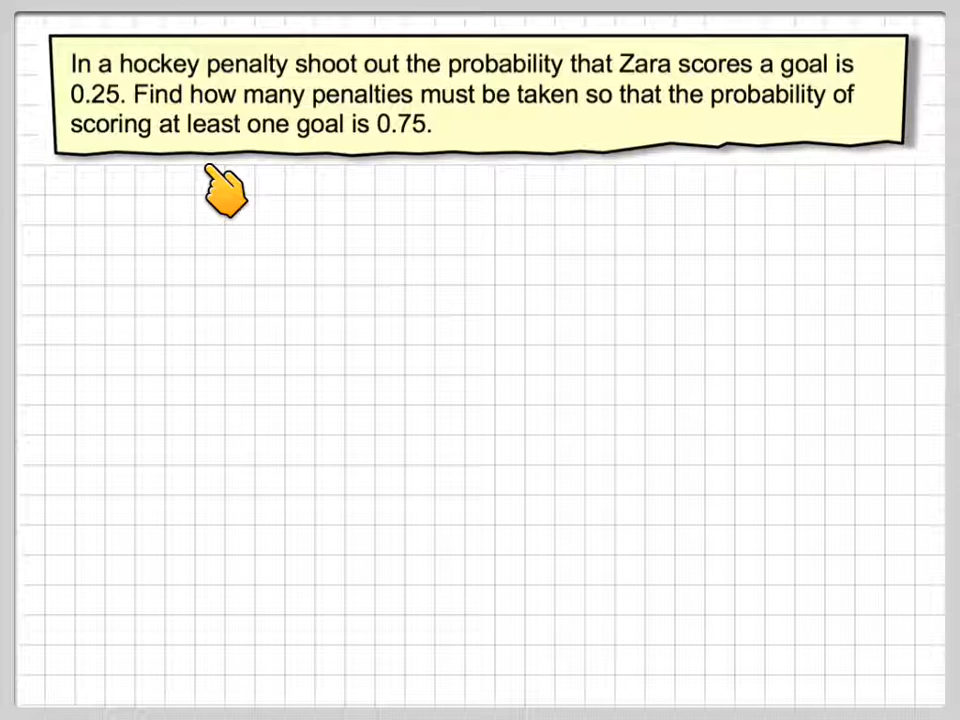 In a hockey penalty shoot out the probability that Zara scores a goal is
0.25. Find how many penalties must be taken so that the probability of
scoring at least one goal is 0.75.